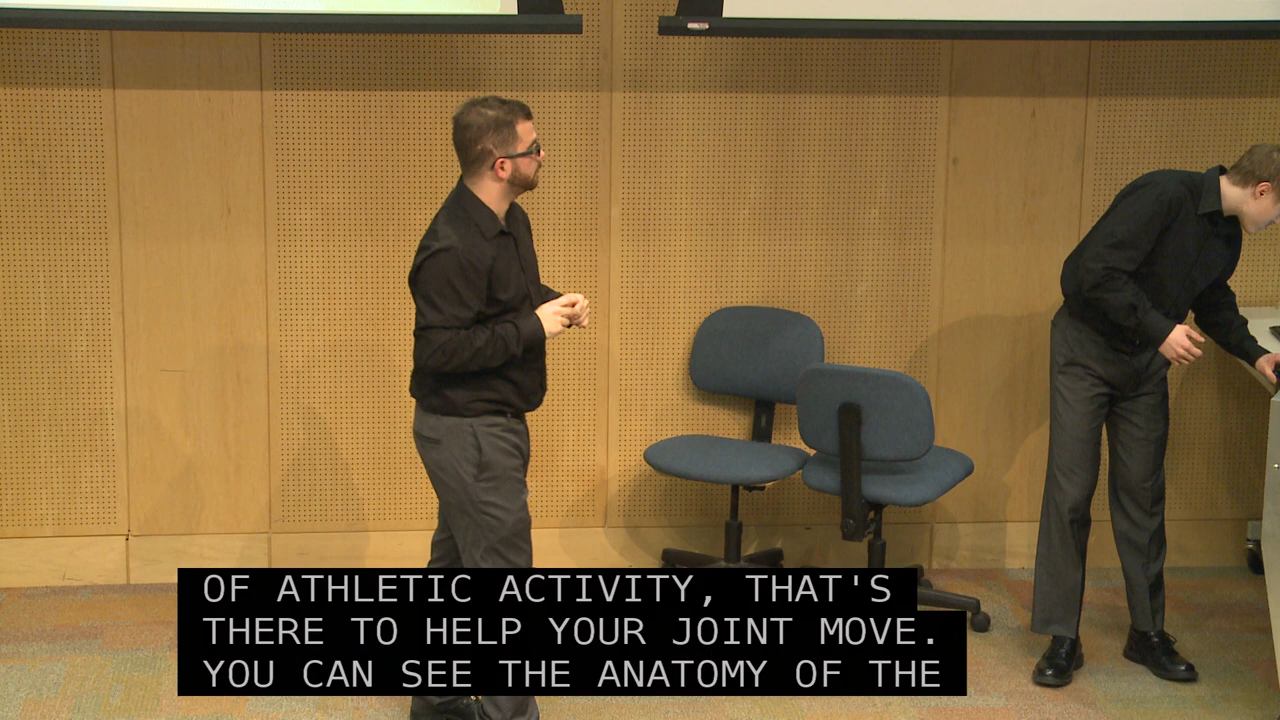 OF ATHLETIC ACTIVITY, THAT'S
THERE TO HELP YOUR JOINT MOVE.
YOU CAN SEE THE ANATOMY OF THE